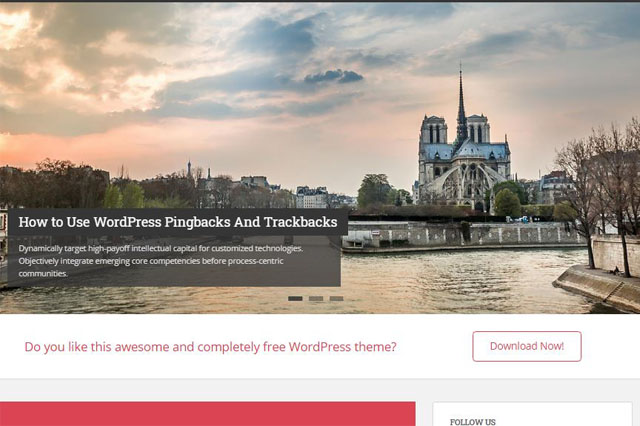 How to Use WordPress Pingbacks And Trackbacks
Dynamically target high-payoff intellectual capital for customized technologies.
Objectively integrate emerging core competencies before process-centric
communities.
Do you like this awesome and completely free WordPress theme?
Download Now!
FOLLOW US